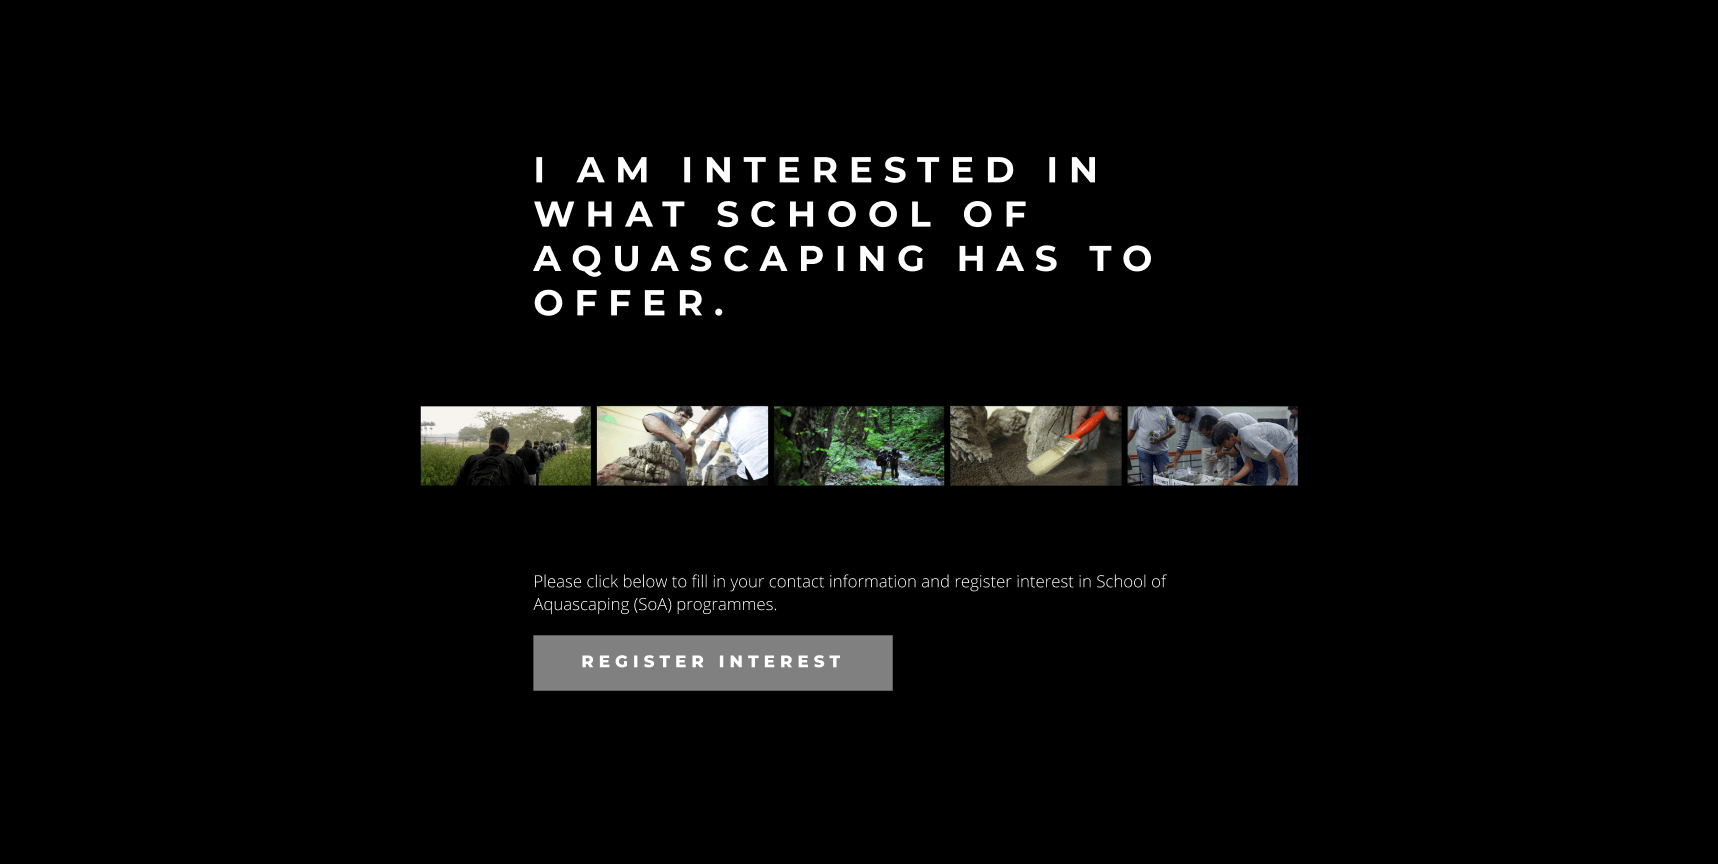 I AM INTERESTED IN
WHAT SCHOOL OF
AQUASCAPING HAS TO
OFFER.
Please click below to fill in your contact information and register interest in School of
Aquascaping (SoA) programmes.
REGISTER INTEREST